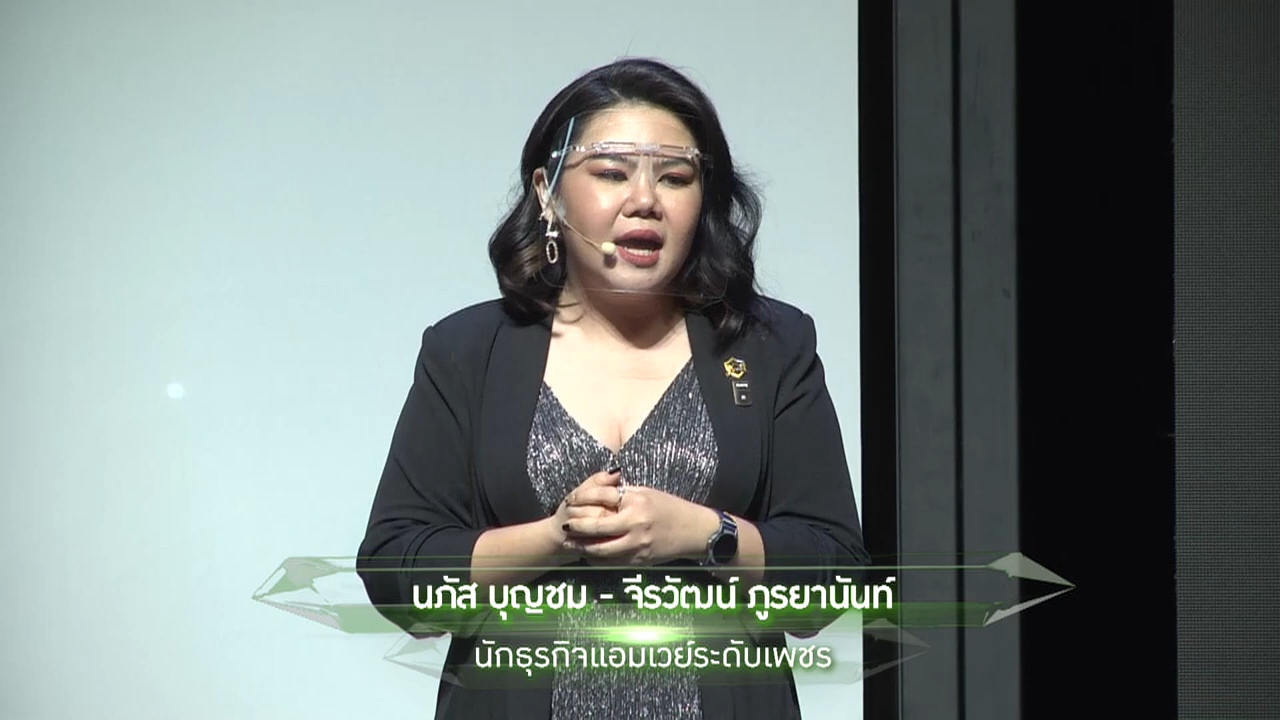 นภัส บุญชม - จีรวัฒน์ ภูรยานันท์
นักธุรกิจแอมเวย์ระดับเพชร